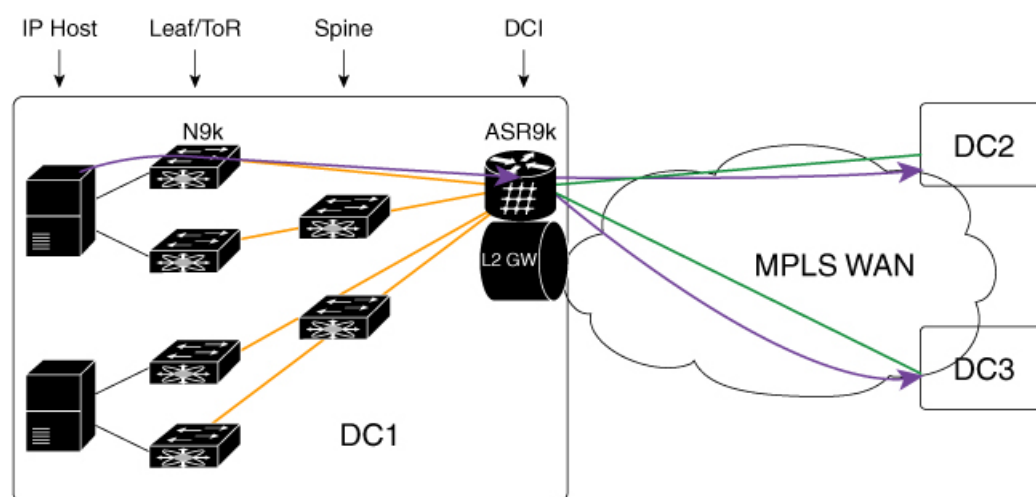 IP Host
Leaf/ToR
Spine
DCI
N9k
ASR9k
DC2
L2 GW
MPLS WAN
DC3
DC1